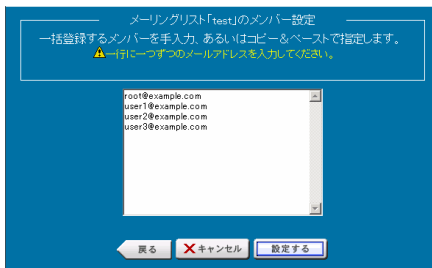 メーリングリスト「test」のメンバー設定
一括登録するメンバーを手入力、あるいはコピー＆ペーストで指定します。
一行に一つずつのメールアドレスを入力してください。
root@example.com
user1@example.com
user2@example.com
user3@example.com
戻る キャンセル 設定する